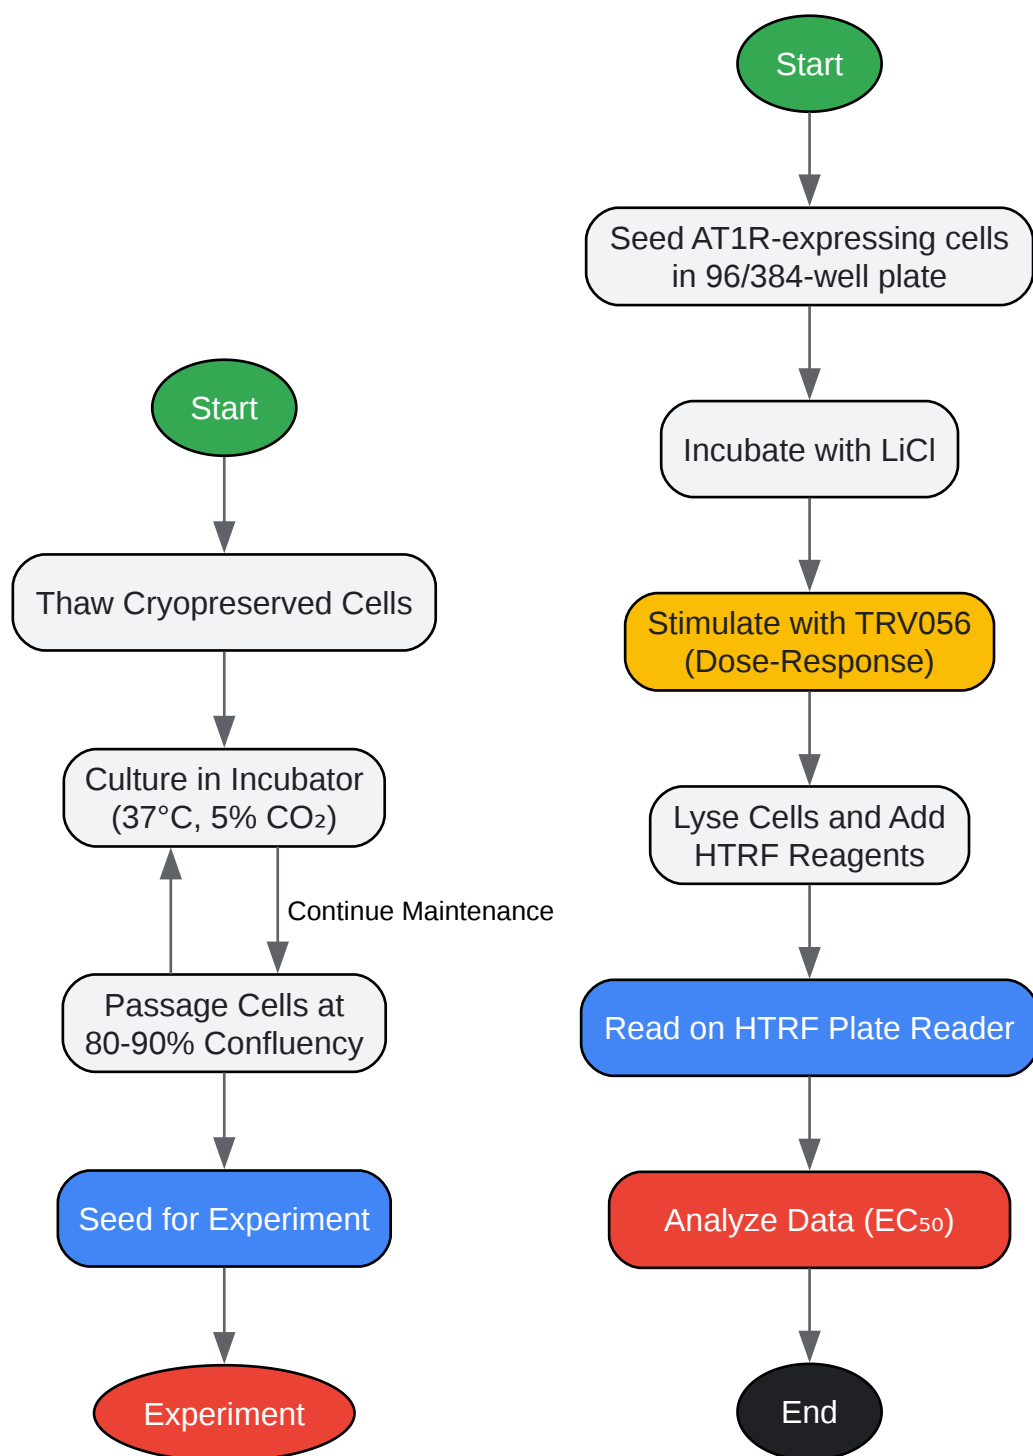 Start
Thaw Cryopreserved Cells
Culture in Incubator
(37°C, 5% CO₂)
Continue Maintenance
Passage Cells at
80-90% Confluency
Seed for Experiment
Experiment
Start
Seed AT1R-expressing cells
in 96/384-well plate
Incubate with LiCl
Stimulate with TRV056
(Dose-Response)
Lyse Cells and Add
HTRF Reagents
Read on HTRF Plate Reader
Analyze Data (EC₅₀)
End